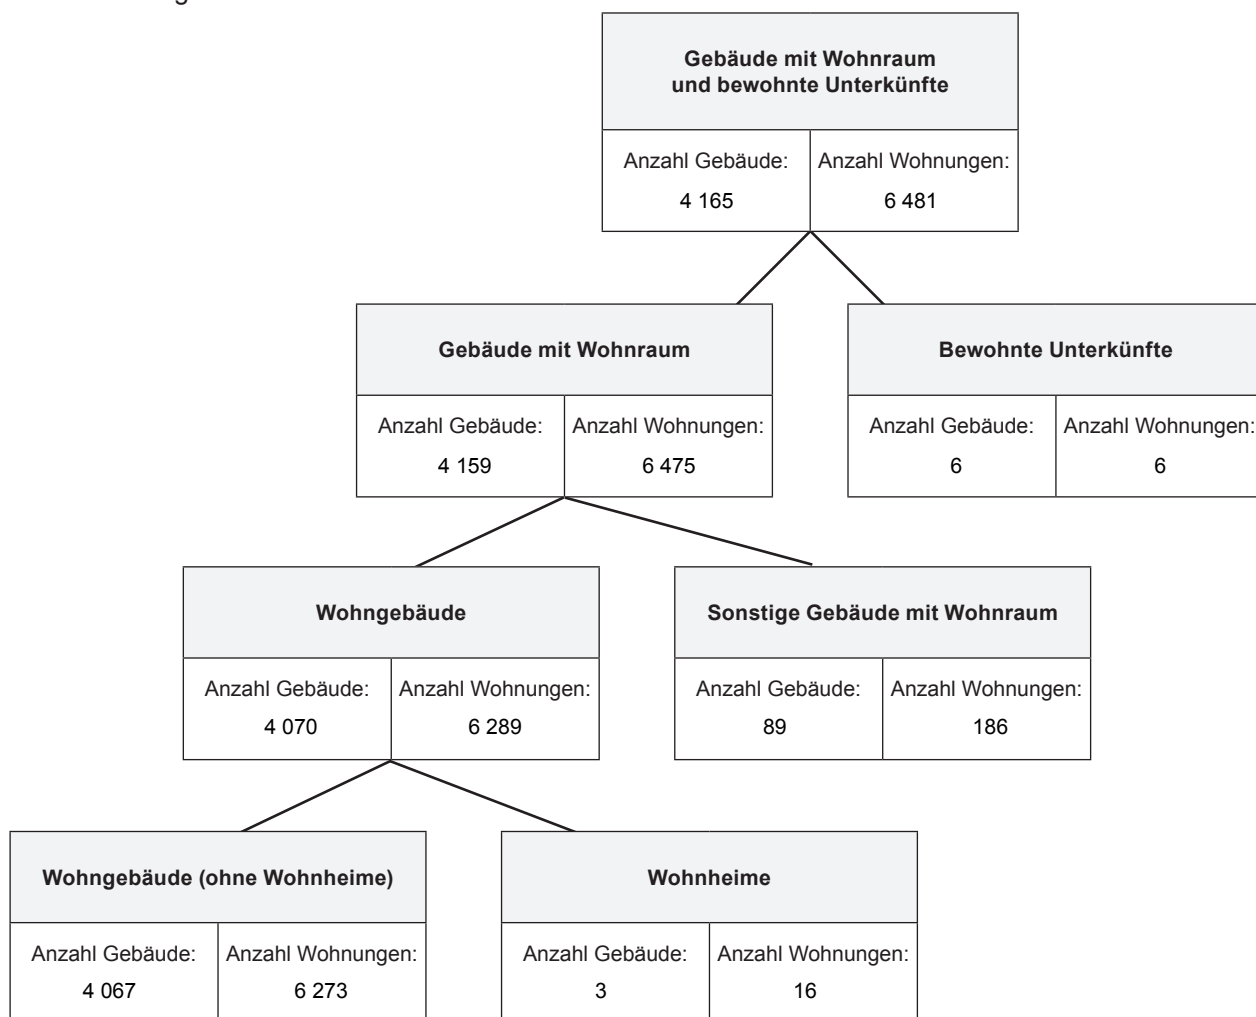 Gebäude mit Wohnraum
und bewohnte Unterkünfte
Anzahl Gebäude: Anzahl Wohnungen:
4 165 6 481
Gebäude mit Wohnraum Bewohnte Unterkünfte
Anzahl Gebäude: Anzahl Wohnungen: Anzahl Gebäude: Anzahl Wohnungen:
4 159 6 475 6 6
Wohngebäude Sonstige Gebäude mit Wohnraum
Anzahl Gebäude: Anzahl Wohnungen: Anzahl Gebäude: Anzahl Wohnungen:
4 070 6 289 89 186
Wohngebäude (ohne Wohnheime) Wohnheime
Anzahl Gebäude: Anzahl Wohnungen: Anzahl Gebäude: Anzahl Wohnungen:
4 067 6 273 3 16